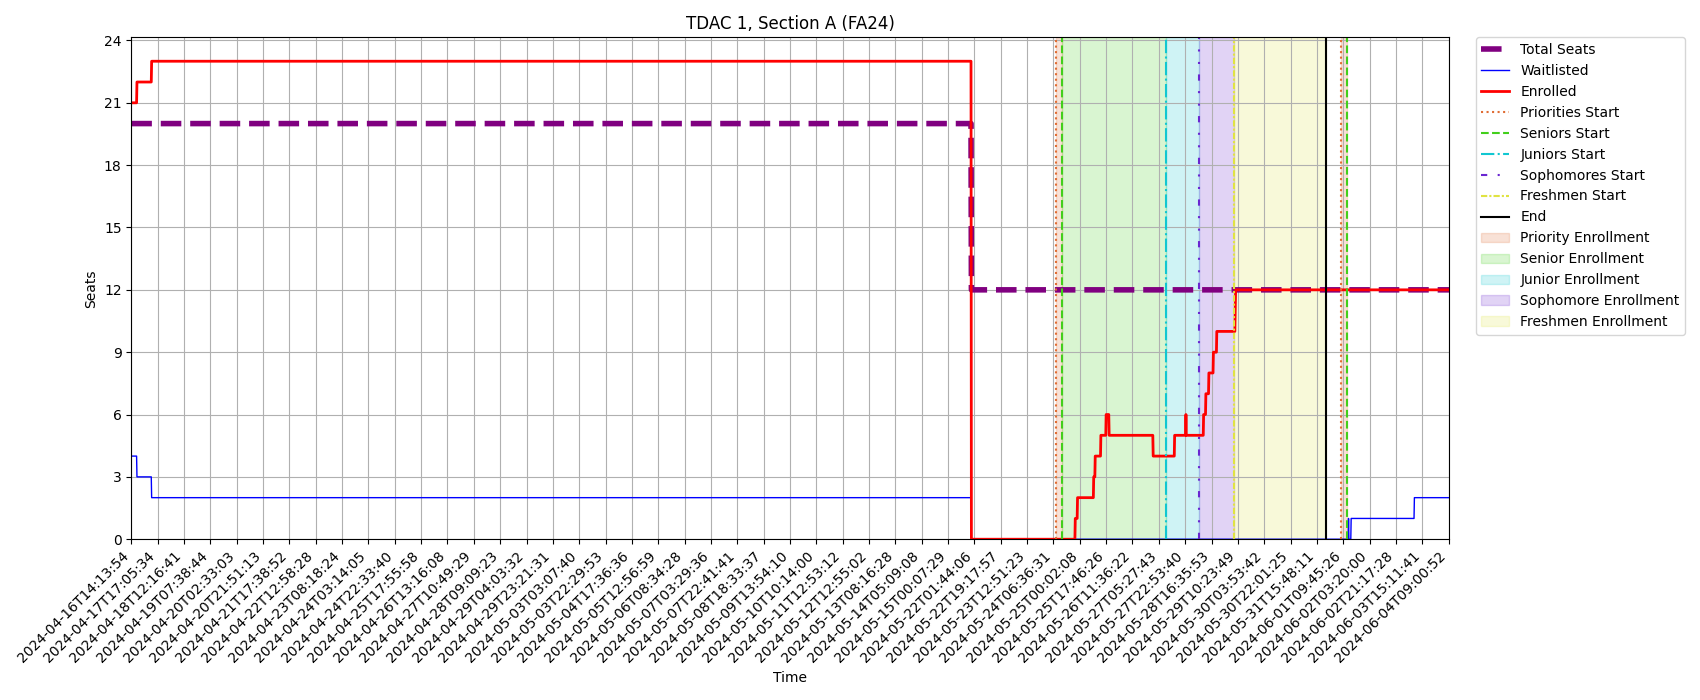 TDAC 1, Section A (FA24)
24
21
18
15
12
9
6
3
0
Seats
2024-04-16T14:13:54
2024-04-17T17:05:34
2024-04-18T12:16:41
2024-04-19T07:38:44
2024-04-20T02:33:03
2024-04-20T21:51:13
2024-04-21T17:38:52
2024-04-22T12:58:28
2024-04-23T08:18:24
2024-04-24T03:14:05
2024-04-24T22:33:40
2024-04-25T17:55:58
2024-04-26T13:16:08
2024-04-27T10:49:29
2024-04-28T09:09:23
2024-04-29T04:03:32
2024-04-29T23:21:31
2024-05-03T03:07:40
2024-05-03T22:29:53
2024-05-04T17:36:36
2024-05-05T12:56:59
2024-05-06T08:34:28
2024-05-07T03:29:36
2024-05-07T22:41:41
2024-05-08T18:33:37
2024-05-09T13:54:10
2024-05-10T10:14:00
2024-05-11T12:53:12
2024-05-12T12:55:02
2024-05-13T08:16:28
2024-05-14T05:09:08
2024-05-15T00:07:29
2024-05-22T01:44:06
2024-05-22T19:17:57
2024-05-23T12:51:23
2024-05-24T06:36:31
2024-05-25T00:02:08
2024-05-25T17:46:26
2024-05-26T11:36:22
2024-05-27T05:27:43
2024-05-27T22:53:40
2024-05-28T16:35:53
2024-05-29T10:23:49
2024-05-30T03:53:42
2024-05-30T22:01:25
2024-05-31T15:48:11
2024-06-01T09:45:26
2024-06-02T03:20:00
2024-06-02T21:17:28
2024-06-03T15:11:41
2024-06-04T09:00:52
Time
Total Seats
Waitlisted
Enrolled
Priorities Start
Seniors Start
Juniors Start
Sophomores Start
Freshmen Start
End
Priority Enrollment
Senior Enrollment
Junior Enrollment
Sophomore Enrollment
Freshmen Enrollment